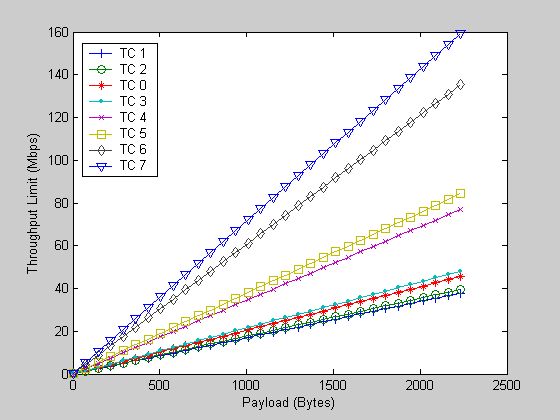 160
140
120
100
80
60
40
20
0
Throughput Limit (Mbps)
TC 1
TC 2
TC 0
TC 3
TC 4
TC 5
TC 6
TC 7
0 500 1000 1500 2000 2500
Payload (Bytes)